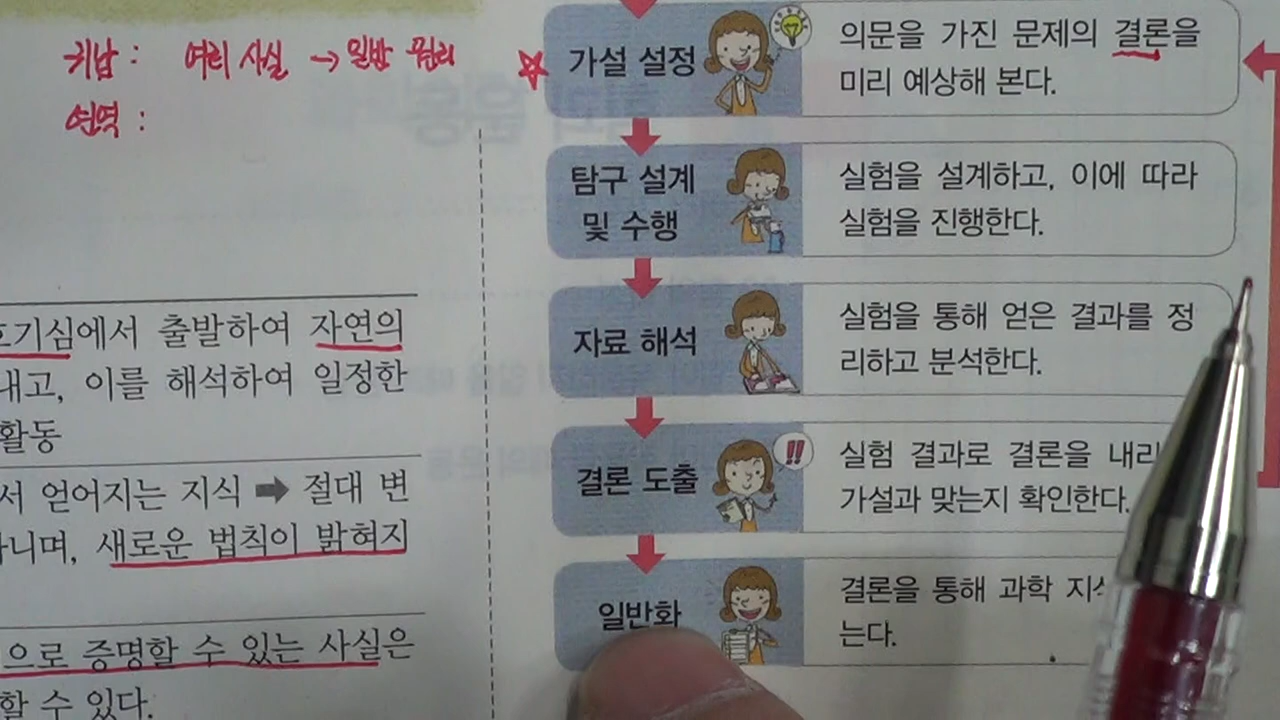 귀납 : 여러 사실 → 일반 원리
연역 :
호기심에서 출발하여 자연의
내고, 이를 해석하여 일정한
활동
서 얻어지는 지식 ➡ 절대 변
아니며, 새로운 법칙이 밝혀지
으로 증명할 수 있는 사실은
할 수 있다.
가설 설정
의문을 가진 문제의 결론을
미리 예상해 본다.
탐구 설계
및 수행
실험을 설계하고, 이에 따라
실험을 진행한다.
자료 해석
실험을 통해 얻은 결과를 정
리하고 분석한다.
결론 도출
실험 결과로 결론을 내리
가설과 맞는지 확인한다.
일반화
결론을 통해 과학 지식
는다.